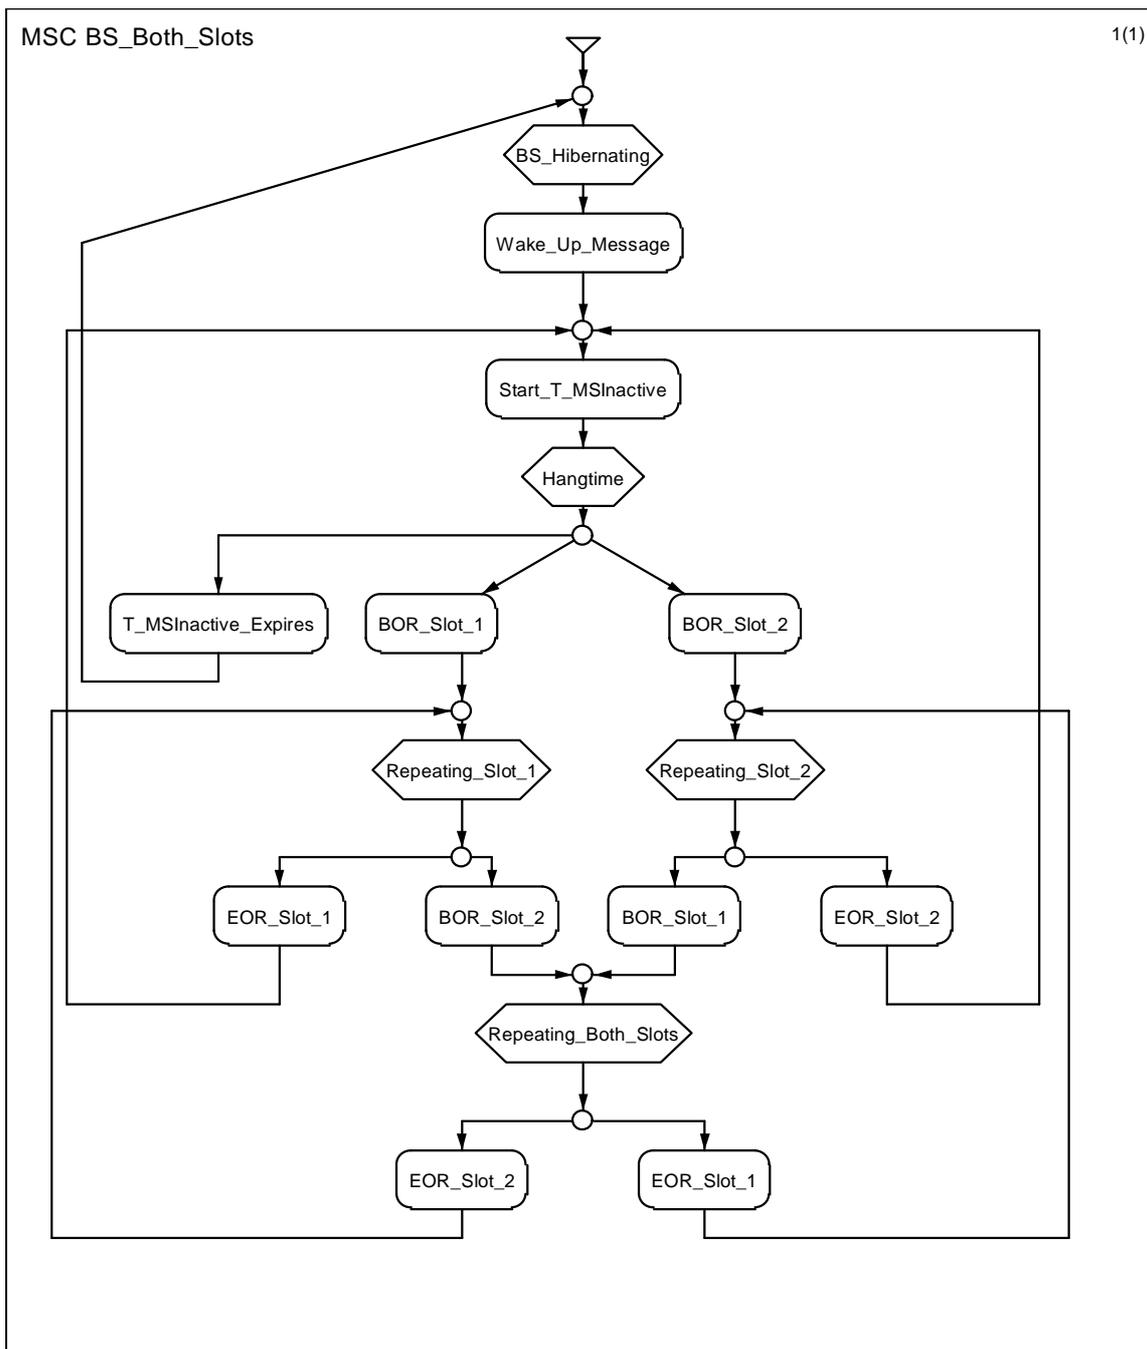 MSC BS_Both_Slots
1(1)
BS_Hibernating
Wake_Up_Message
Start_T_MSInactive
Hangtime
T_MSInactive_Expires
BOR_Slot_1
BOR_Slot_2
Repeating_Slot_1
Repeating_Slot_2
EOR_Slot_1
BOR_Slot_2
BOR_Slot_1
EOR_Slot_2
Repeating_Both_Slots
EOR_Slot_2
EOR_Slot_1